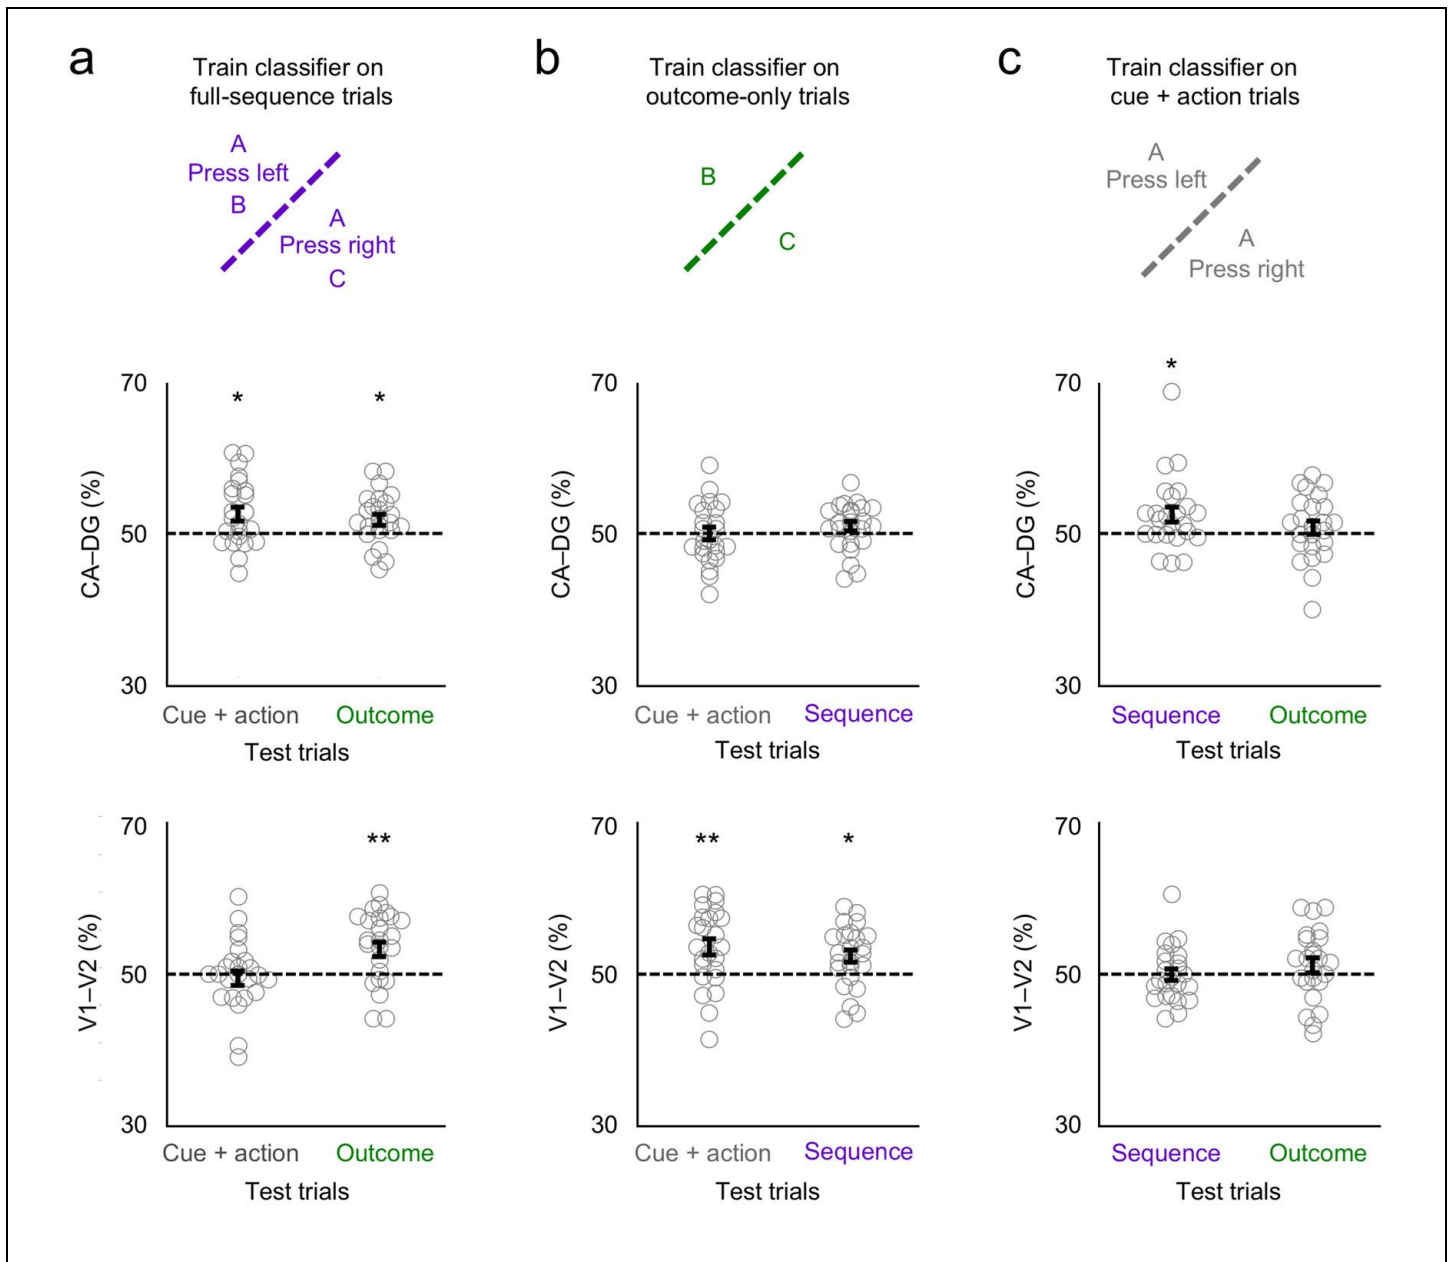 a
Train classifier on
full-sequence trials
A
Press left
B
A
Press right
C
70
50
30
CA–DG (%)
*
*
Cue + action
Outcome
Test trials
70
50
30
V1–V2 (%)
**
Cue + action
Outcome
Test trials
b
Train classifier on
outcome-only trials
B
C
70
50
30
CA–DG (%)
Cue + action
Sequence
Test trials
70
50
30
V1–V2 (%)
**
*
Cue + action
Sequence
Test trials
c
Train classifier on
cue + action trials
A
Press left
A
Press right
70
50
30
CA–DG (%)
*
Sequence
Outcome
Test trials
70
50
30
V1–V2 (%)
Sequence
Outcome
Test trials